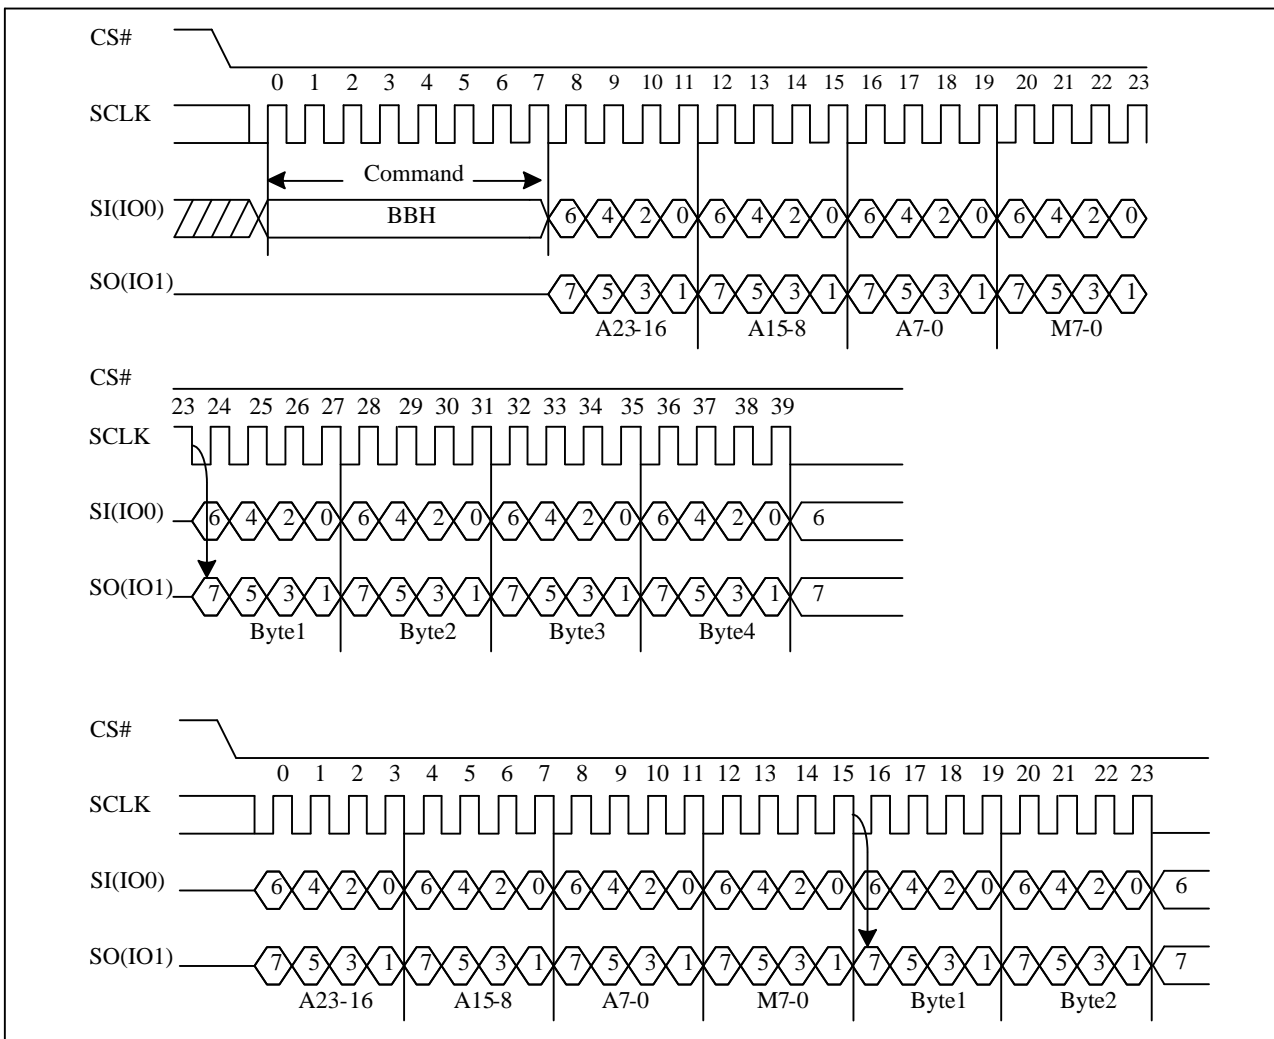 CS#
0 1 2 3 4 5 6 7 8 9 10 11 12 13 14 15 16 17 18 19 20 21 22 23
SCLK
Command
SI(IO0) BBH 6 4 2 0 6 4 2 0 6 4 2 0 6 4 2 0
SO(IO1) 7 5 3 1 7 5 3 1 7 5 3 1 7 5 3 1
A23-16 A15-8 A7-0 M7-0
CS#
23 24 25 26 27 28 29 30 31 32 33 34 35 36 37 38 39
SCLK
SI(IO0) 6 4 2 0 6 4 2 0 6 4 2 0 6 4 2 0 6
SO(IO1) 7 5 3 1 7 5 3 1 7 5 3 1 7 5 3 1 7
Byte1 Byte2 Byte3 Byte4
CS#
0 1 2 3 4 5 6 7 8 9 10 11 12 13 14 15 16 17 18 19 20 21 22 23
SCLK
SI(IO0) 6 4 2 0 6 4 2 0 6 4 2 0 6 4 2 0 6 4 2 0 6 4 2 0 6
SO(IO1) 7 5 3 1 7 5 3 1 7 5 3 1 7 5 3 1 7 5 3 1 7 5 3 1 7
A23-16 A15-8 A7-0 M7-0 Byte1 Byte2